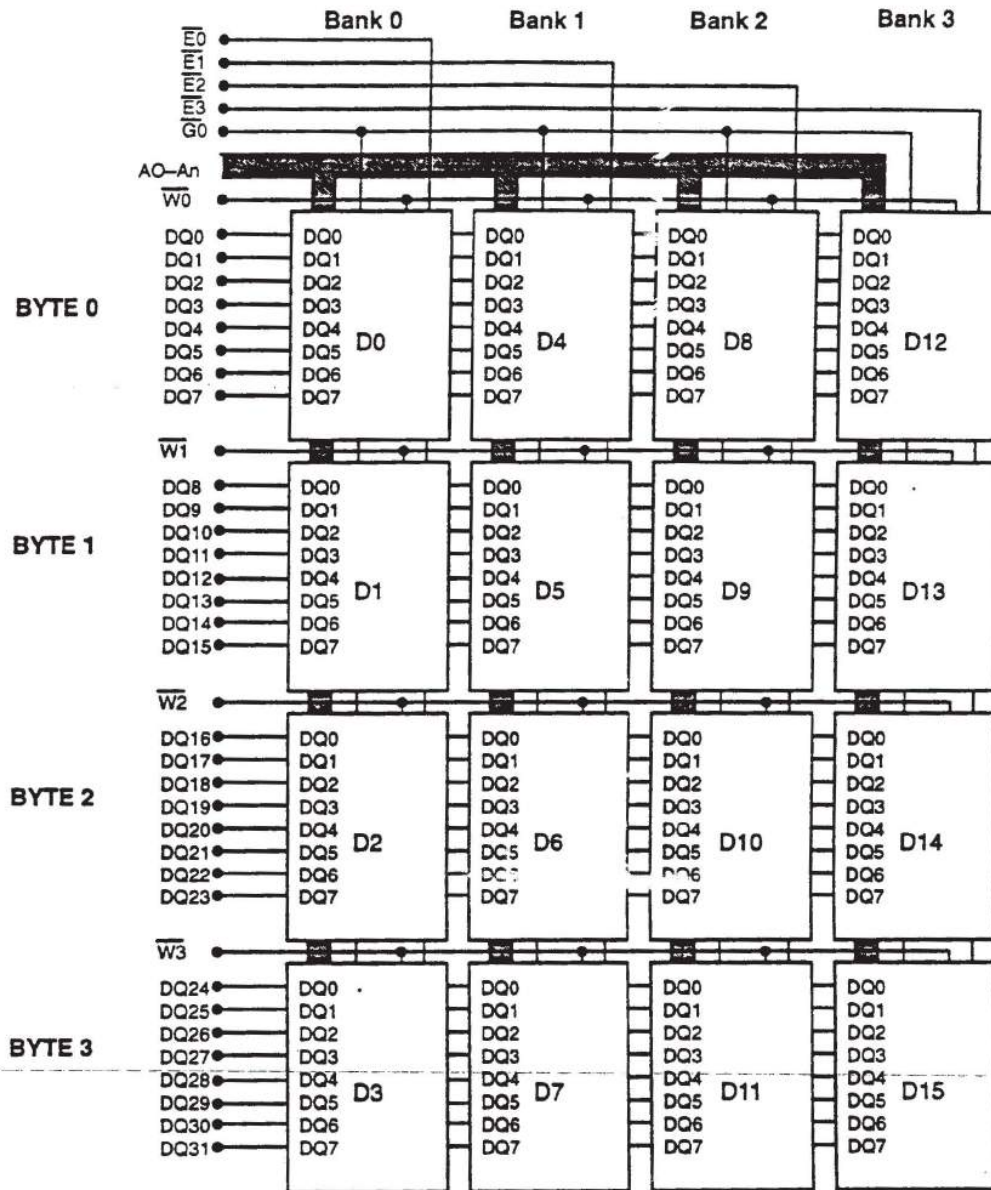 Bank 0 Bank 1 Bank 2 Bank 3
E0
E1
E2
E3
G0
AO–An
W0
BYTE 0
DQ0 DQ0 DQ0 DQ0 DQ0
DQ1 DQ1 DQ1 DQ1 DQ1
DQ2 DQ2 DQ2 DQ2 DQ2
DQ3 DQ3 DQ3 DQ3 DQ3
DQ4 DQ4 DQ4 DQ4 DQ4
D0 D4 D8 D12
DQ5 DQ5 DQ5 DQ5 DQ5
DQ6 DQ6 DQ6 DQ6 DQ6
DQ7 DQ7 DQ7 DQ7 DQ7
W1
BYTE 1
DQ8 DQ0 DQ0 DQ0 DQ0
DQ9 DQ1 DQ1 DQ1 DQ1
DQ10 DQ2 DQ2 DQ2 DQ2
DQ11 DQ3 DQ3 DQ3 DQ3
DQ12 DQ4 DQ4 DQ4 DQ4
D1 D5 D9 D13
DQ13 DQ5 DQ5 DQ5 DQ5
DQ14 DQ6 DQ6 DQ6 DQ6
DQ15 DQ7 DQ7 DQ7 DQ7
W2
BYTE 2
DQ16 DQ0 DQ0 DQ0 DQ0
DQ17 DQ1 DQ1 DQ1 DQ1
DQ18 DQ2 DQ2 DQ2 DQ2
DQ19 DQ3 DQ3 DQ3 DQ3
DQ20 DQ4 DQ4 DQ4 DQ4
D2 D6 D10 D14
DQ21 DQ5 DQ5 DQ5 DQ5
DQ22 DQ6 DQ6 DQ6
DQ23 DQ7 DQ7 DQ7 DQ7
W3
BYTE 3
DQ24 DQ0 DQ0 DQ0 DQ0
DQ25 DQ1 DQ1 DQ1 DQ1
DQ26 DQ2 DQ2 DQ2 DQ2
DQ27 DQ3 DQ3 DQ3 DQ3
DQ28 DQ4 DQ4 DQ4 DQ4
D3 D7 D11 D15
DQ29 DQ5 DQ5 DQ5 DQ5
DQ30 DQ6 DQ6 DQ6 DQ6
DQ31 DQ7 DQ7 DQ7 DQ7